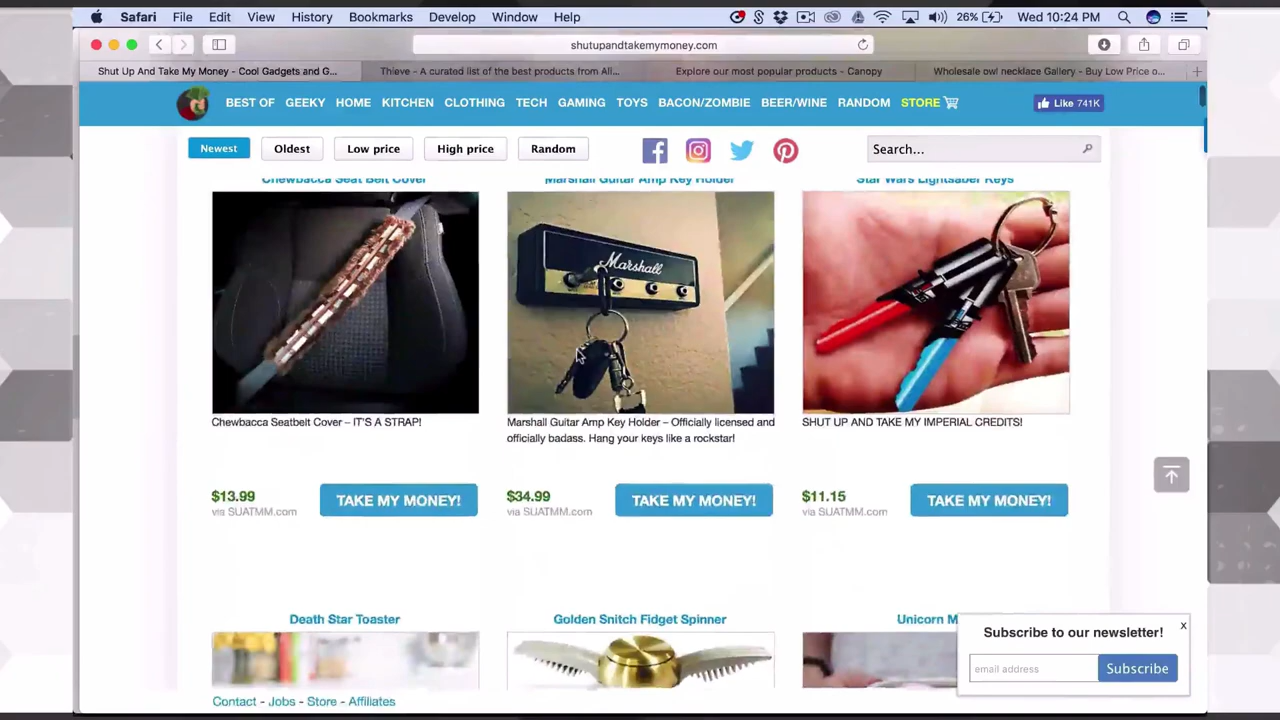 Safari File Edit View History Bookmarks Develop Window Help 26% Wed 10:24 PM
shutupandtakemymoney.com
Shut Up And Take My Money - Cool Gadgets and G...
Thieve - A curated list of the best products from Ali...
Explore our most popular products - Canopy
Wholesale owl necklace Gallery - Buy Low Price o...
BEST OF GEEKY HOME KITCHEN CLOTHING TECH GAMING TOYS BACON/ZOMBIE BEER/WINE RANDOM STORE
Like 741K
Newest Oldest Low price High price Random
Search...
Chewbacca Seat Belt Cover
Marshall Guitar Amp Key Holder
Star Wars Lightsaber Keys
Marshall
Chewbacca Seatbelt Cover – IT'S A STRAP!
Marshall Guitar Amp Key Holder – Officially licensed and
officially badass. Hang your keys like a rockstar!
SHUT UP AND TAKE MY IMPERIAL CREDITS!
$13.99
via SUATMM.com
TAKE MY MONEY!
$34.99
via SUATMM.com
TAKE MY MONEY!
$11.15
via SUATMM.com
TAKE MY MONEY!
Death Star Toaster
Golden Snitch Fidget Spinner
Unicorn M
Subscribe to our newsletter!
x
email address
Subscribe
Contact - Jobs - Store - Affiliates